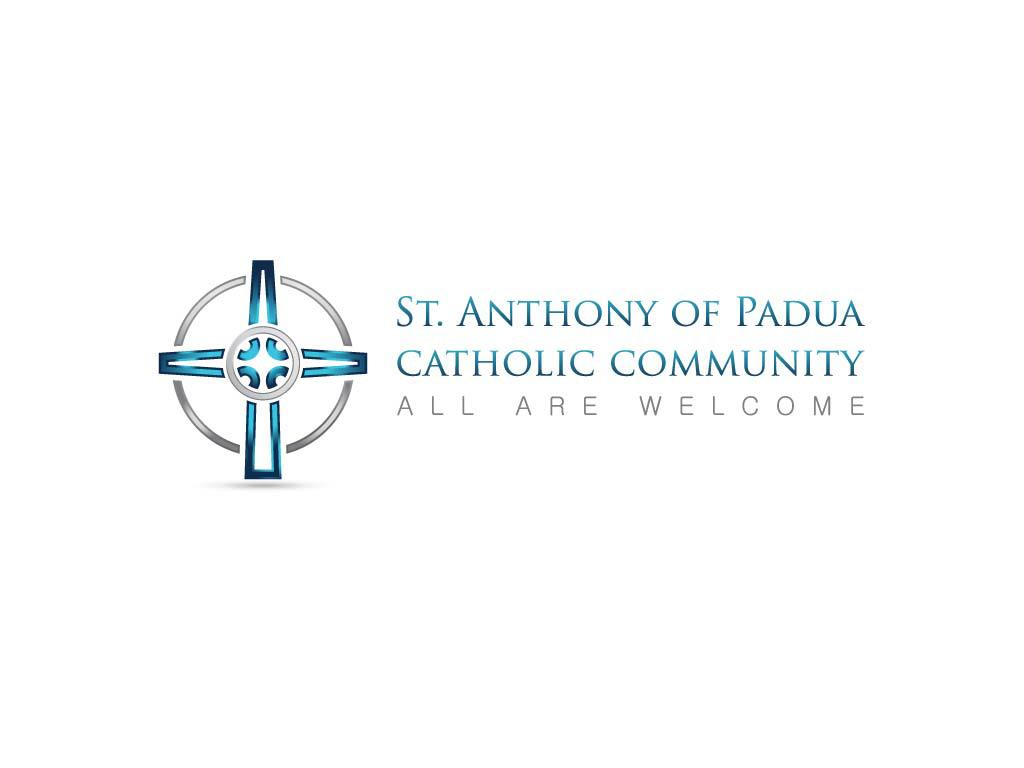 St. Anthony of Padua
Catholic Community
ALL ARE WELCOME